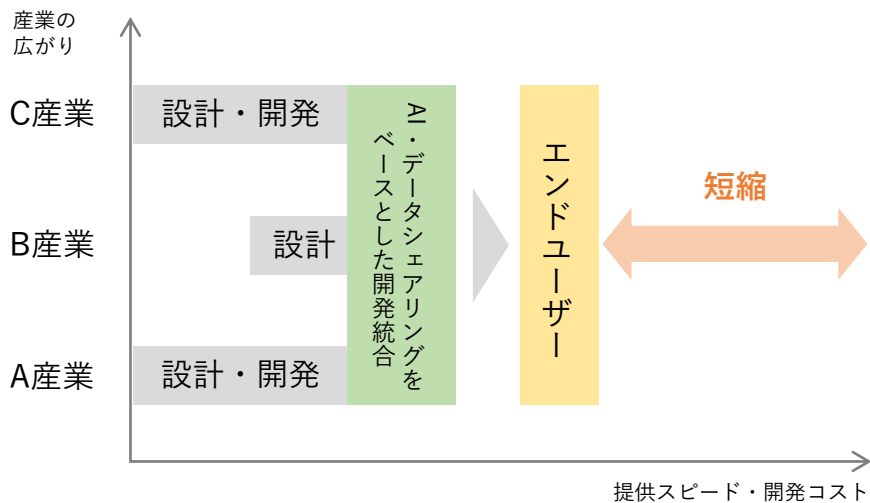 産業の
広がり
C産業
設計・開発
B産業
設計
A産業
設計・開発
AI・データシェアリングを
ベースとした開発統合
エンドユーザー
短縮
提供スピード・開発コスト